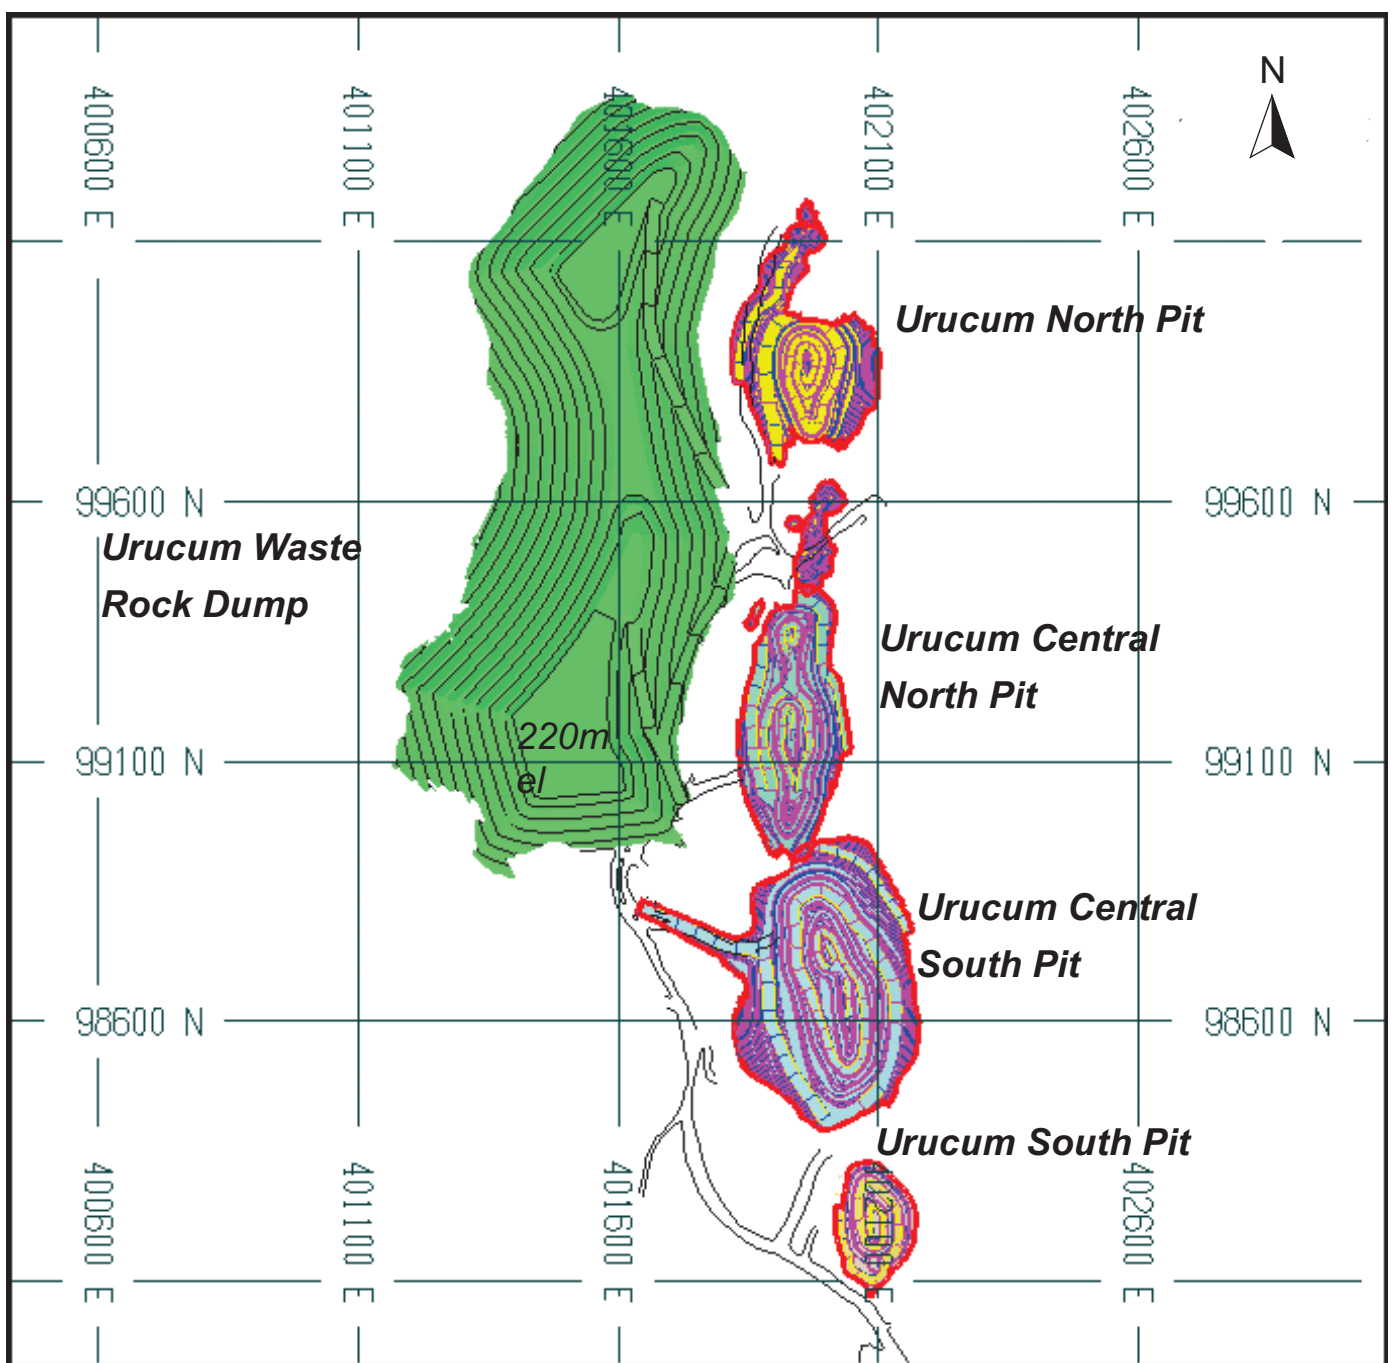 N
400600 E
401100 E
401600 E
402100 E
402600 E
Urucum North Pit
99600 N
99600 N
Urucum Waste
Rock Dump
Urucum Central
North Pit
220m
el
99100 N
99100 N
Urucum Central
South Pit
98600 N
98600 N
Urucum South Pit
400600 E
401100 E
401600 E
402100 E
402600 E